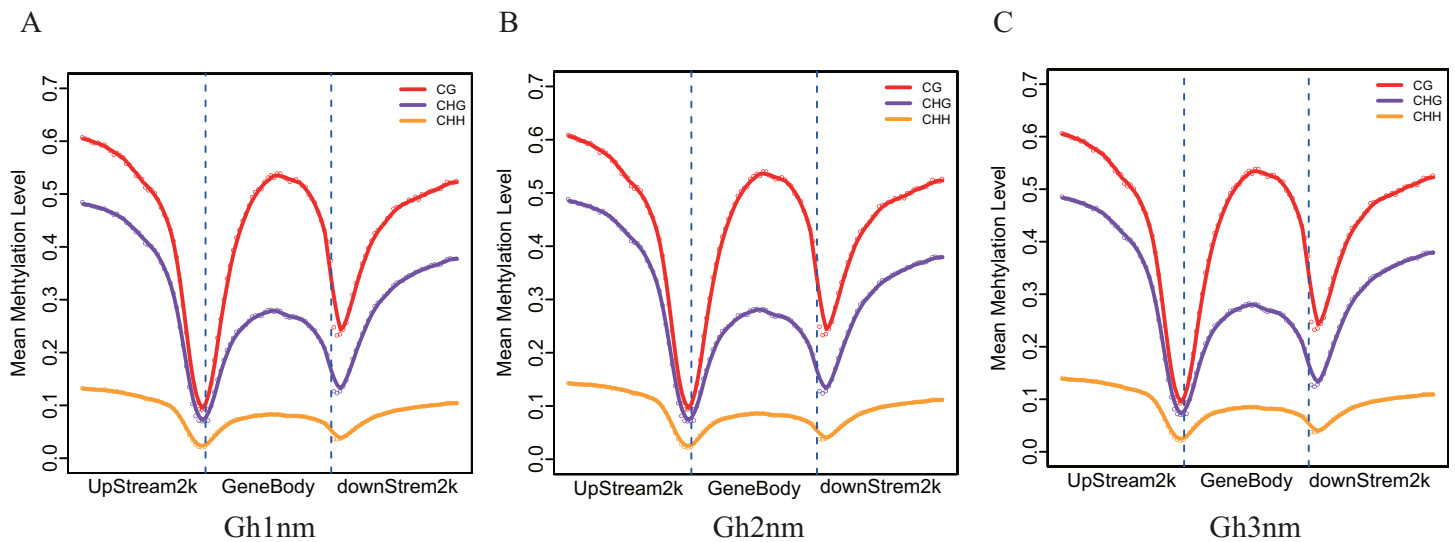 A
B
C
Mean Mehtylation Level
0.0
0.1
0.2
0.3
0.4
0.5
0.6
0.7
CG
CHG
CHH
UpStream2k
GeneBody
downStrem2k
Gh1nm
Mean Mehtylation Level
0.0
0.1
0.2
0.3
0.4
0.5
0.6
0.7
CG
CHG
CHH
UpStream2k
GeneBody
downStrem2k
Gh2nm
Mean Mehtylation Level
0.0
0.1
0.2
0.3
0.4
0.5
0.6
0.7
CG
CHG
CHH
UpStream2k
GeneBody
downStrem2k
Gh3nm